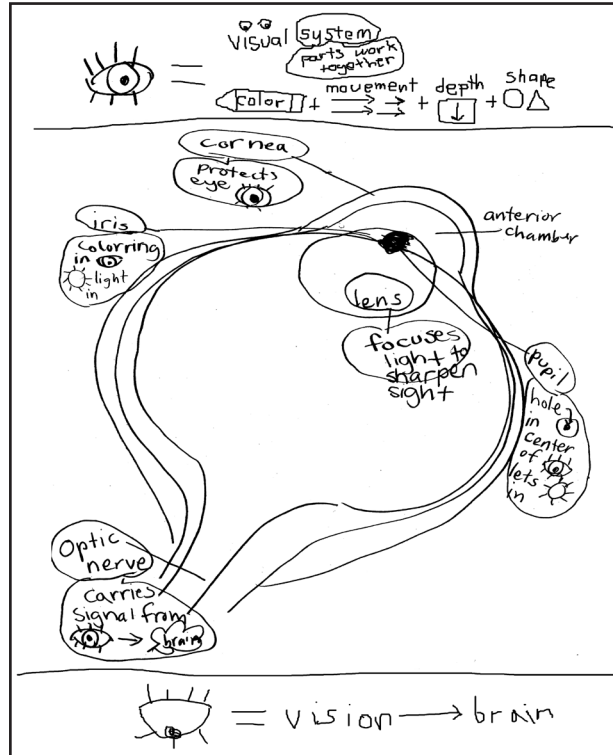 visual system
parts work
together
=
movement
color + + depth + shape
cornea
protects
eye
iris
colorring
in
light
in
anterior
chamber
lens
focuses
light to
sharpen
sight
pupil
hole
in
center
of
lets
in
optic
nerve
carries
signal from
brain
= vision → brain